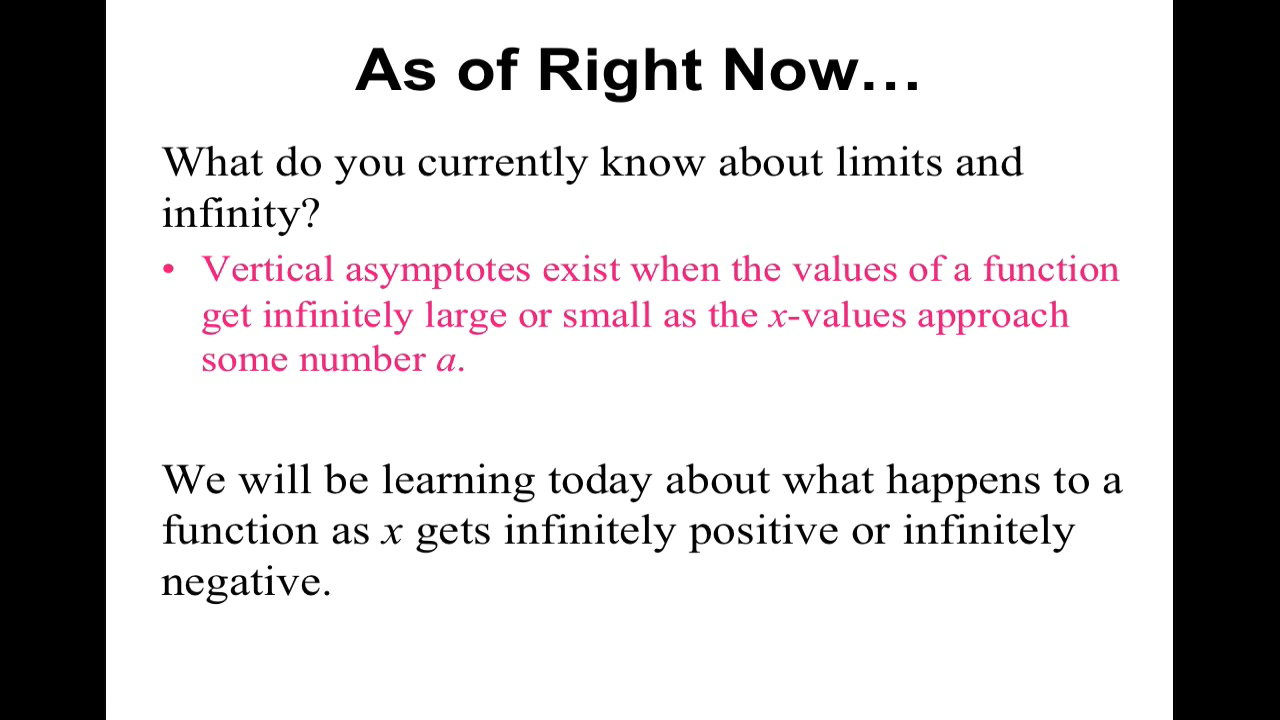 As of Right Now…
What do you currently know about limits and
infinity?
• Vertical asymptotes exist when the values of a function
get infinitely large or small as the x-values approach
some number a.
We will be learning today about what happens to a
function as x gets infinitely positive or infinitely
negative.